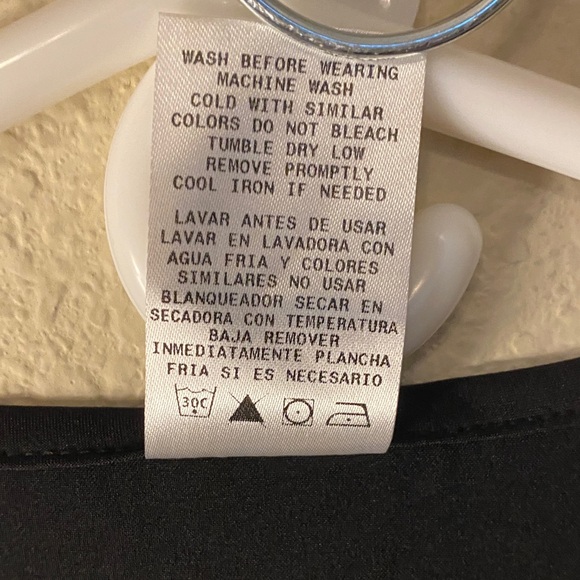 WASH BEFORE WEARING
MACHINE WASH
COLD WITH SIMILAR
COLORS DO NOT BLEACH
TUMBLE DRY LOW
REMOVE PROMPTLY
COOL IRON IF NEEDED
LAVAR ANTES DE USAR
LAVAR EN LAVADORA CON
AGUA FRIA Y COLORES
SIMILARES NO USAR
BLANQUEADOR SECAR EN
SECADORA CON TEMPERATURA
BAJA REMOVER
INMEDIATAMENTE PLANCHA
FRIA SI ES NECESARIO
30C